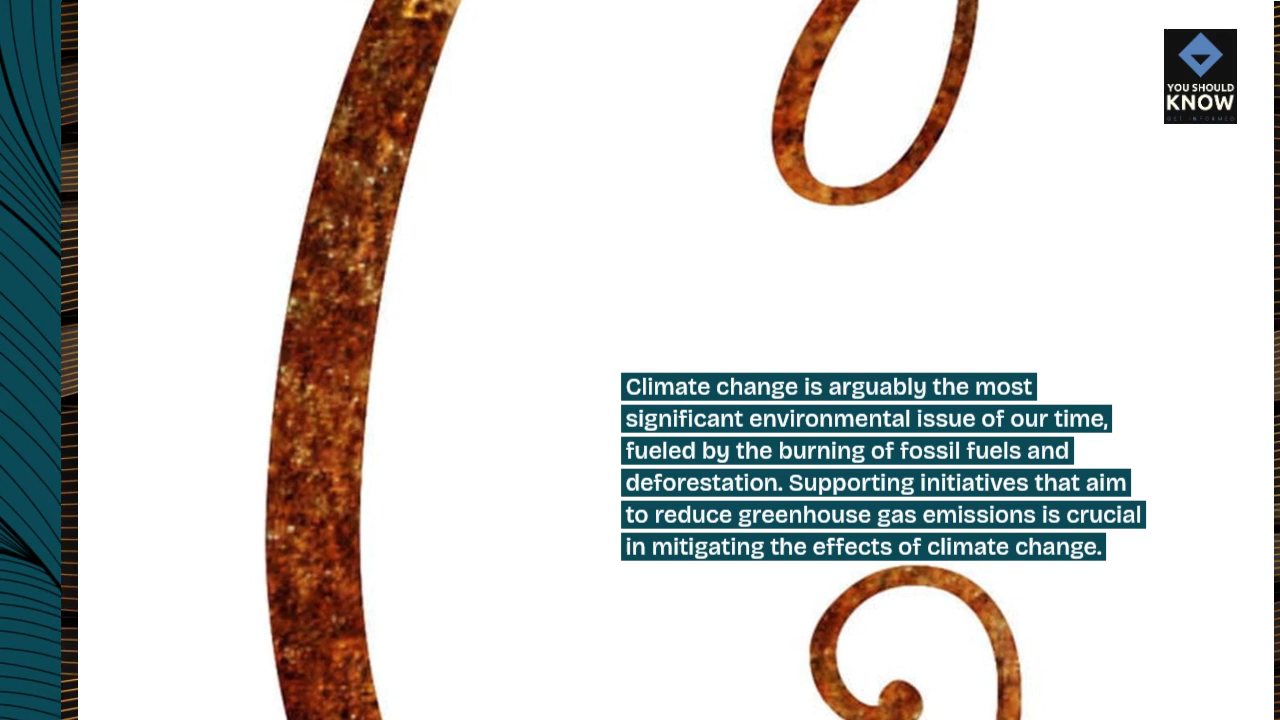 YOU SHOULD
KNOW
GET INFORMED
Climate change is arguably the most
significant environmental issue of our time,
fueled by the burning of fossil fuels and
deforestation. Supporting initiatives that aim
to reduce greenhouse gas emissions is crucial
in mitigating the effects of climate change.